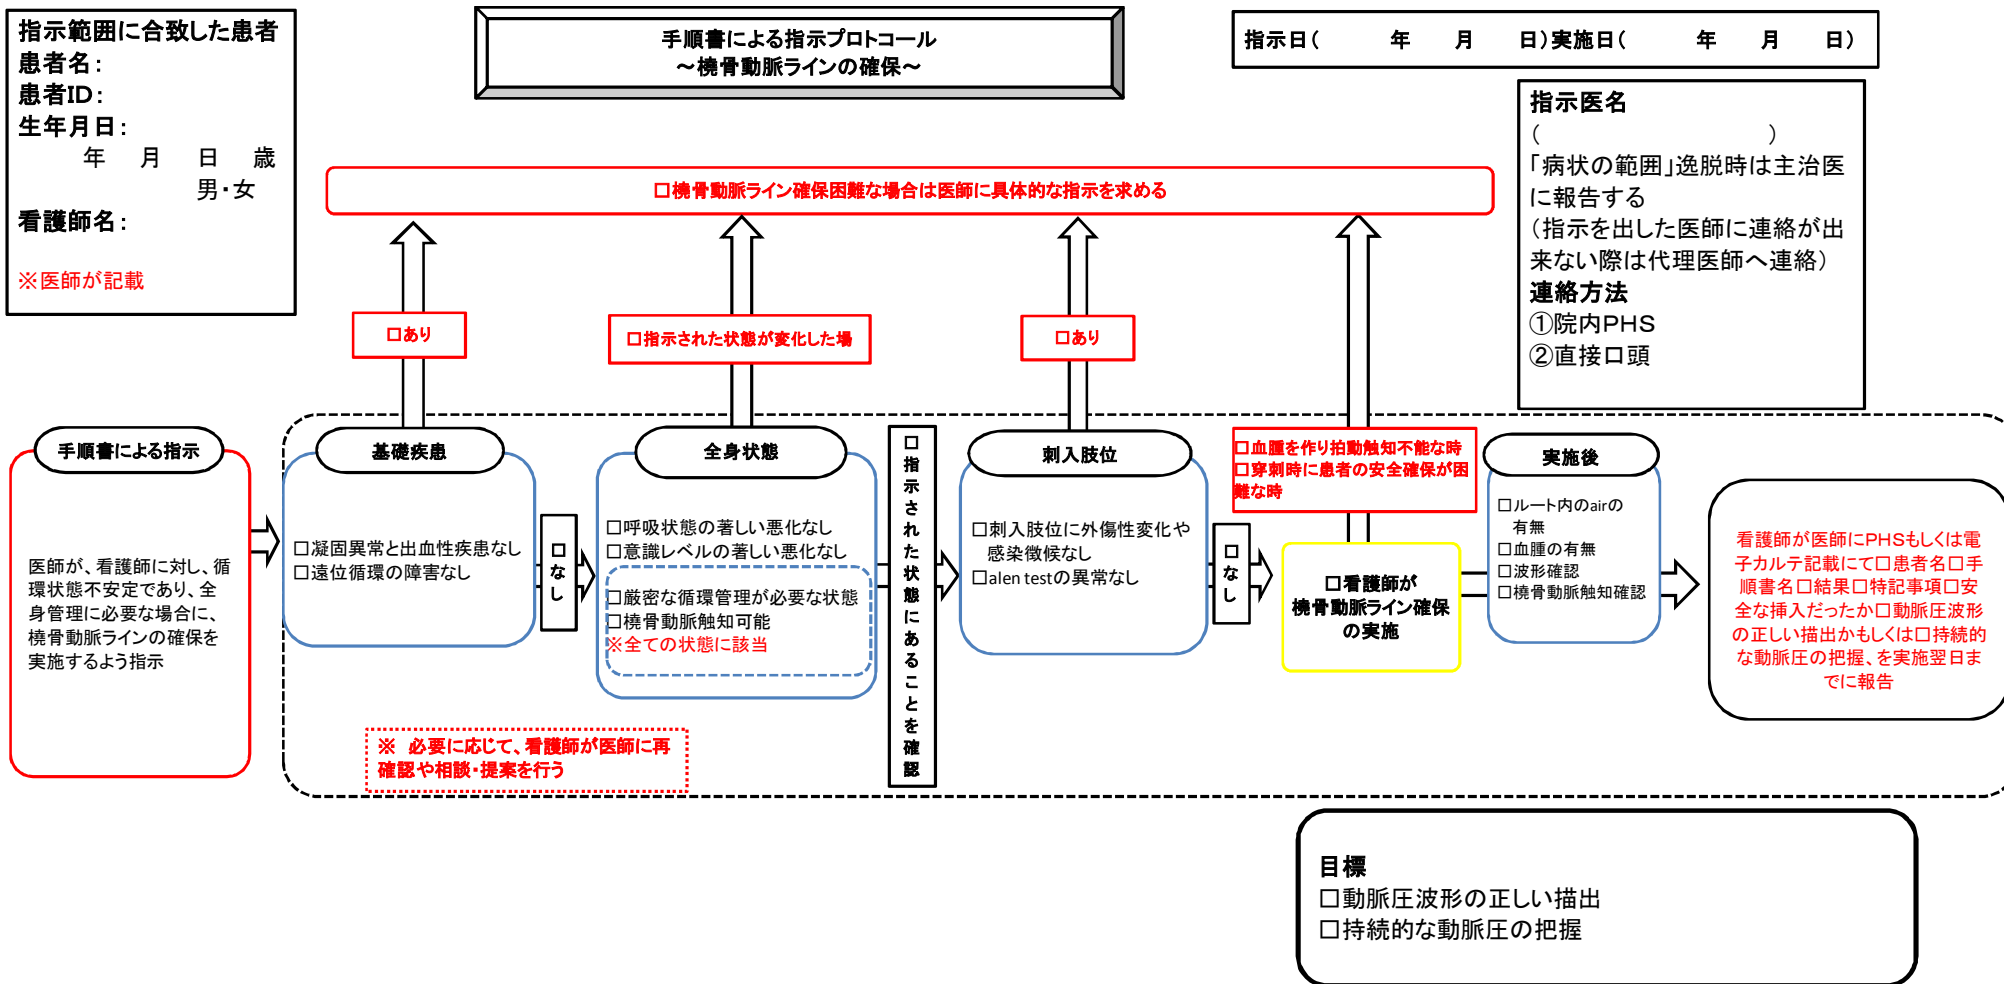 指示範囲に合致した患者
患者名:
患者ID:
生年月日:
年 月 日 歳
男・女
看護師名:
※医師が記載
手順書による指示プロトコール
～橈骨動脈ラインの確保～
指示日( 年 月 日)実施日( 年 月 日)
指示医名
( )
「病状の範囲」逸脱時は主治医
に報告する
(指示を出した医師に連絡が出
来ない際は代理医師へ連絡)
連絡方法
①院内PHS
②直接口頭
□橈骨動脈ライン確保困難な場合は医師に具体的な指示を求める
□あり
□指示された状態が変化した場
□あり
手順書による指示
医師が、看護師に対し、循
環状態不安定であり、全
身管理に必要な場合に、
橈骨動脈ラインの確保を
実施するよう指示
基礎疾患
□凝固異常と出血性疾患なし
□遠位循環の障害なし
□なし
全身状態
□呼吸状態の著しい悪化なし
□意識レベルの著しい悪化なし
□厳密な循環管理が必要な状態
□橈骨動脈触知可能
※全ての状態に該当
□指示された状態にあることを確認
刺入肢位
□刺入肢位に外傷性変化や
感染徴候なし
□alen testの異常なし
□なし
□血腫を作り拍動触知不能な時
□穿刺時に患者の安全確保が困
難な時
□看護師が
橈骨動脈ライン確保
の実施
実施後
□ルート内のairの
有無
□血腫の有無
□波形確認
□橈骨動脈触知確認
看護師が医師にPHSもしくは電
子カルテ記載にて□患者名□手
順書名□結果□特記事項□安
全な挿入だったか□動脈圧波形
の正しい描出かもしくは□持続的
な動脈圧の把握、を実施翌日ま
でに報告
※ 必要に応じて、看護師が医師に再
確認や相談・提案を行う
目標
□動脈圧波形の正しい描出
□持続的な動脈圧の把握